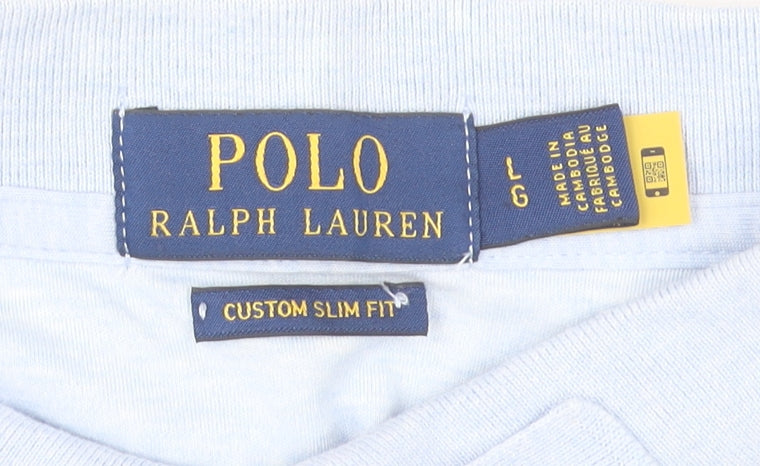 POLO
RALPH LAUREN
L
G
MADE IN
CAMBODIA
FABRIQUÉ AU
CAMBODGE
CUSTOM SLIM FIT